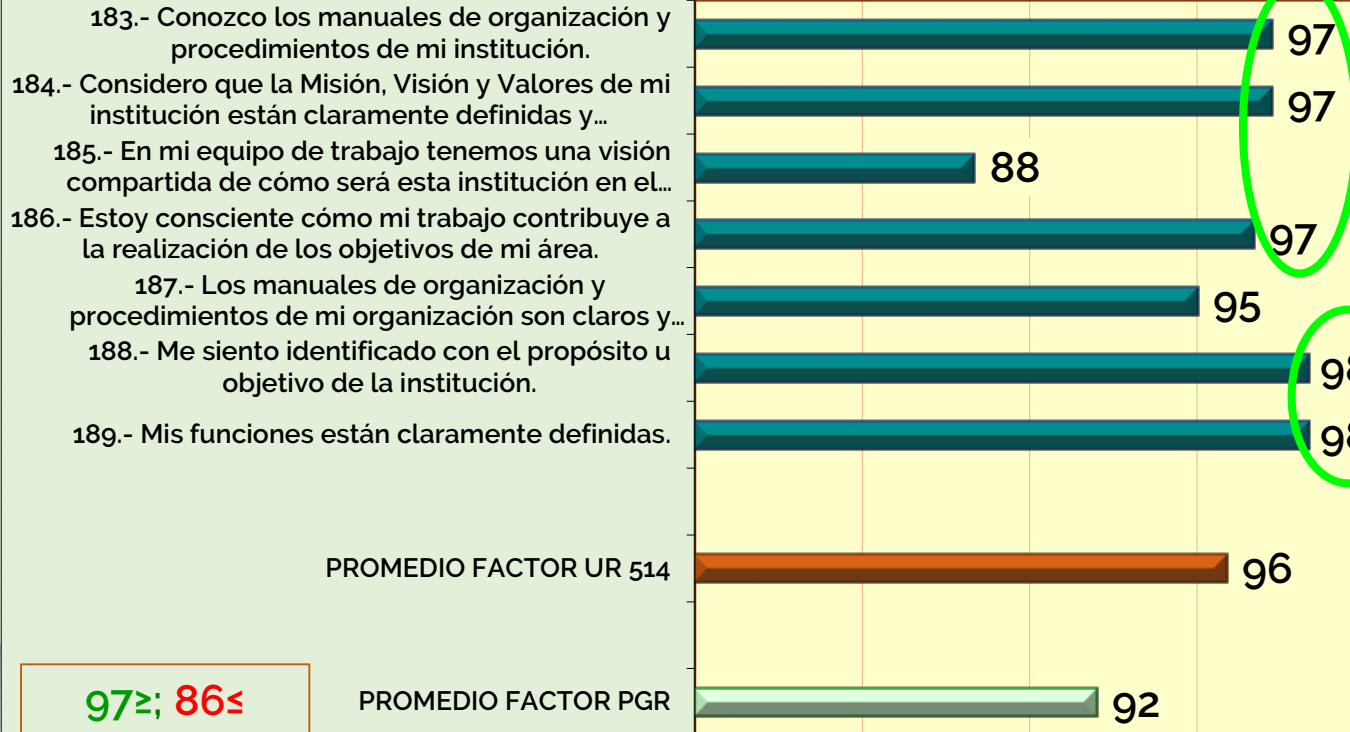 183.- Conozco los manuales de organización y
procedimientos de mi institución.
97
184.- Considero que la Misión, Visión y Valores de mi
institución están claramente definidas y...
97
185.- En mi equipo de trabajo tenemos una visión
compartida de cómo será esta institución en el...
88
186.- Estoy consciente cómo mi trabajo contribuye a
la realización de los objetivos de mi área.
97
187.- Los manuales de organización y
procedimientos de mi organización son claros y...
95
188.- Me siento identificado con el propósito u
objetivo de la institución.
98
189.- Mis funciones están claramente definidas.
98
PROMEDIO FACTOR UR 514
96
97≥; 86≤
PROMEDIO FACTOR PGR
92